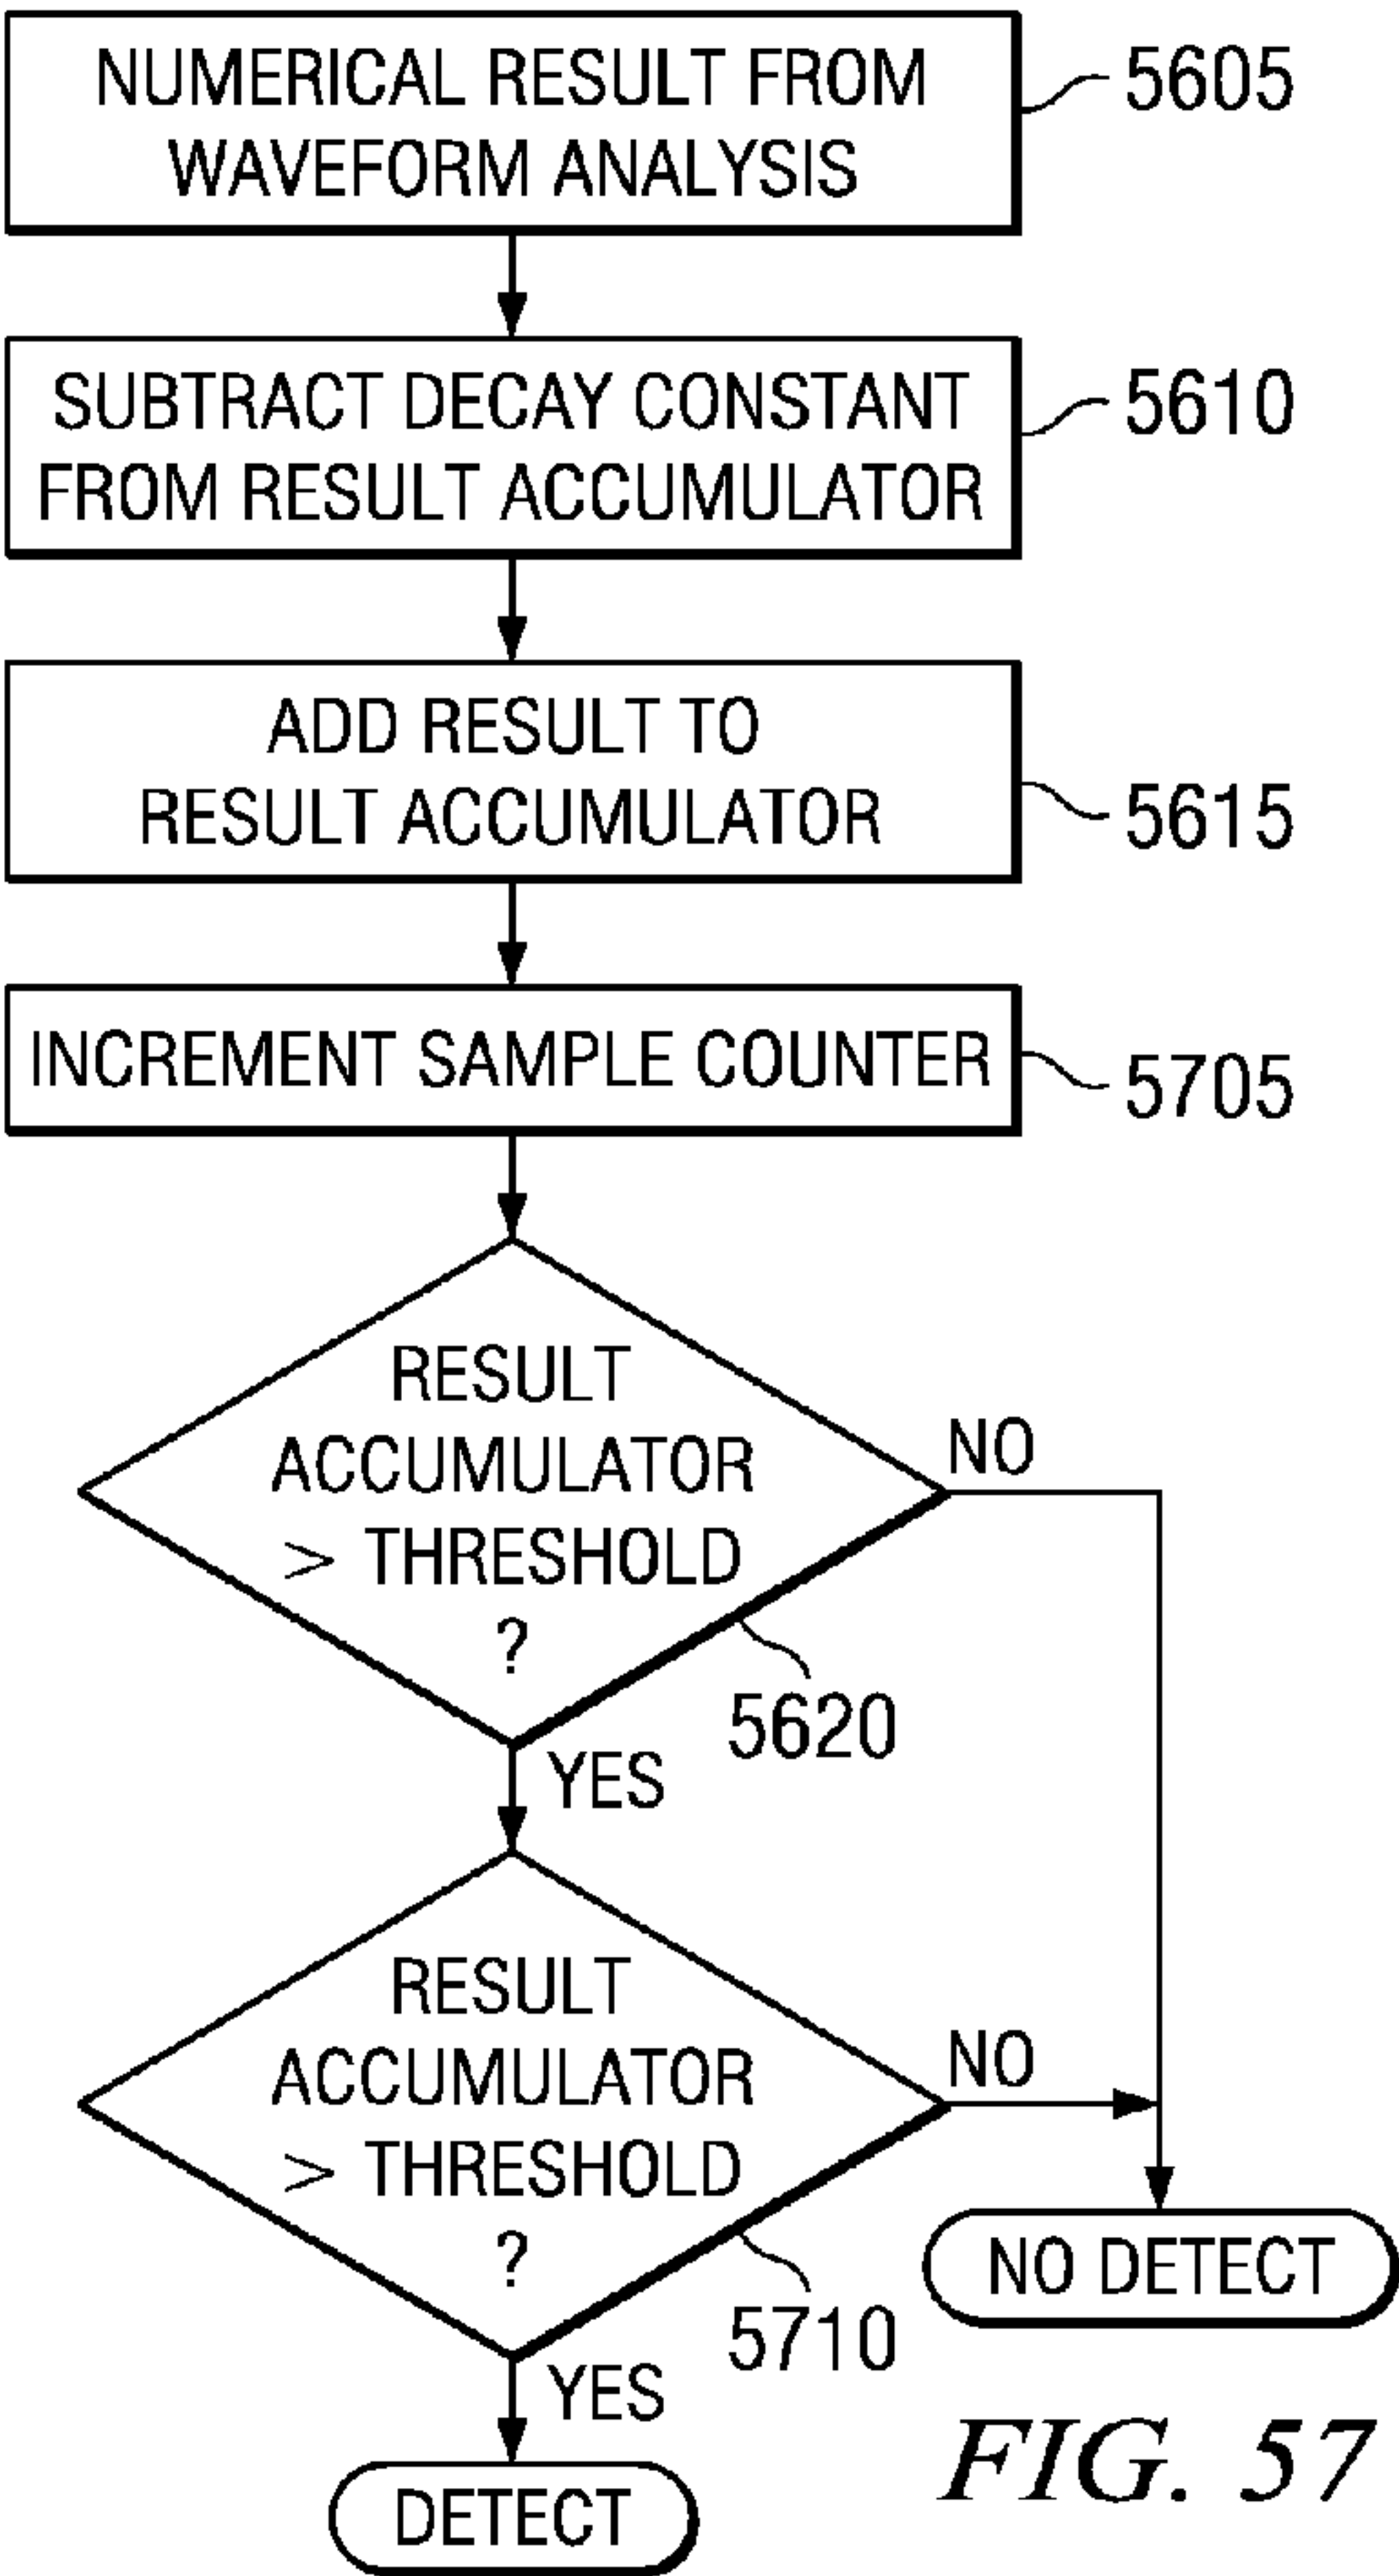 NUMERICAL RESULT FROM
WAVEFORM ANALYSIS
5605
SUBTRACT DECAY CONSTANT
FROM RESULT ACCUMULATOR
5610
ADD RESULT TO
RESULT ACCUMULATOR
5615
INCREMENT SAMPLE COUNTER
5705
RESULT
ACCUMULATOR
> THRESHOLD
?
NO
5620
YES
RESULT
ACCUMULATOR
> THRESHOLD
?
NO
5710
YES
NO DETECT
DETECT
FIG. 57